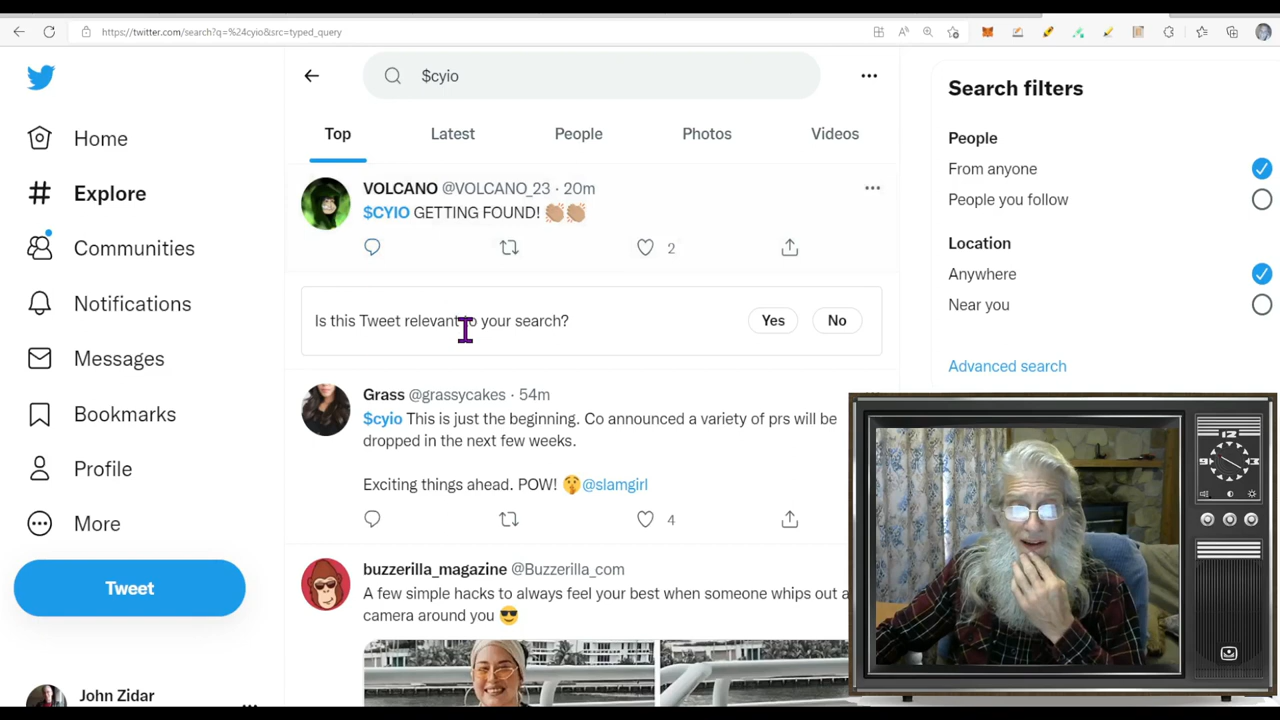 https://twitter.com/search?q=%24cyio&src=typed_query
$cyio
Home
Explore
Communities
Notifications
Messages
Bookmarks
Profile
More
Tweet
John Zidar
Top Latest People Photos Videos
VOLCANO @VOLCANO_23 · 20m
$CYIO GETTING FOUND! 👏🏽👏🏽
2
Is this Tweet relevant to your search? Yes No
Grass @grassycakes · 54m
$cyio This is just the beginning. Co announced a variety of prs will be
dropped in the next few weeks.
Exciting things ahead. POW! 🤫@slamgirl
4
buzzerilla_magazine @Buzzerilla_com
A few simple hacks to always feel your best when someone whips out a
camera around you 😎
Search filters
People
From anyone
People you follow
Location
Anywhere
Near you
Advanced search
12
9 3